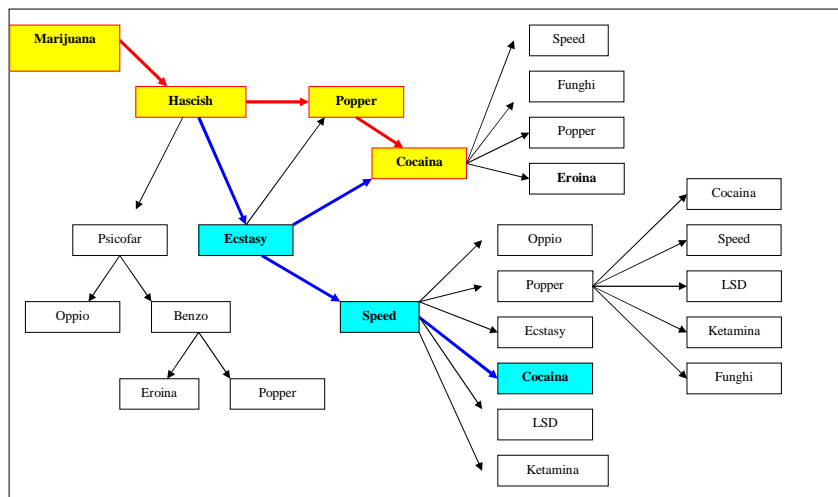 Marijuana
Speed
Funghi
Hascish
Popper
Popper
Cocaina
Eroina
Cocaina
Psicofar
Ecstasy
Oppio
Speed
Popper
LSD
Oppio
Benzo
Speed
Ecstasy
Ketamina
Cocaina
Funghi
Eroina
Popper
LSD
Ketamina